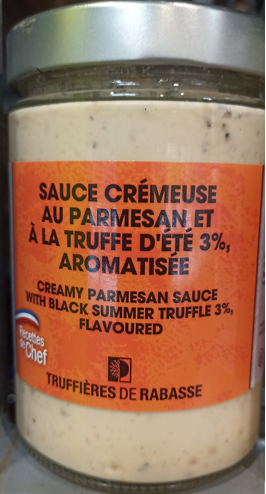 SAUCE CRÉMEUSE
AU PARMESAN ET
À LA TRUFFE D'ÉTÉ 3%,
AROMATISÉE
CREAMY PARMESAN SAUCE
WITH BLACK SUMMER TRUFFLE 3%,
FLAVOURED
Recettes
de Chef
TRUFFIÈRES DE RABASSE